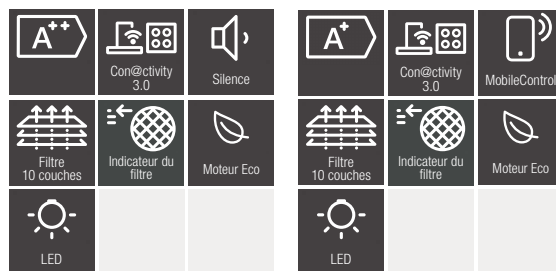 A++
Con@ctivity
3.0
Silence
Filtre
10 couches
Indicateur du
filtre
Moteur Eco
LED
A+
Con@ctivity
3.0
MobileControl
Filtre
10 couches
Indicateur du
filtre
Moteur Eco
LED